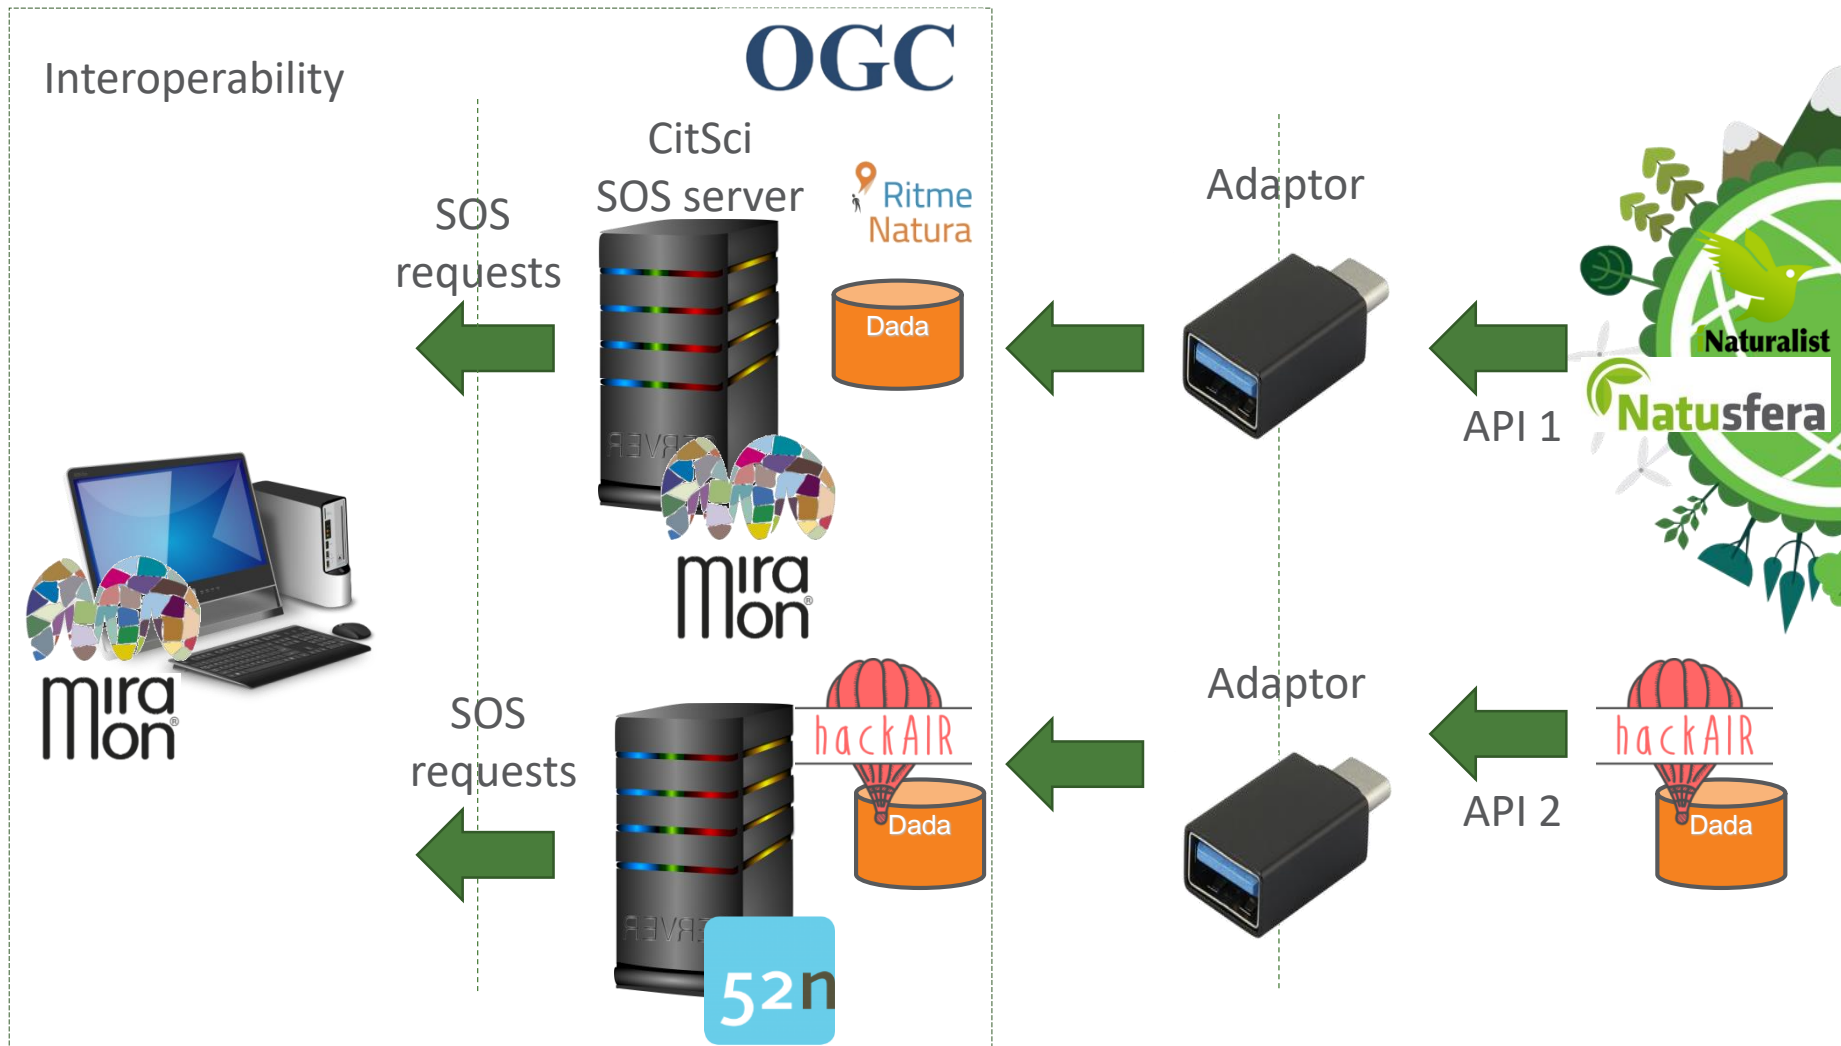 Interoperability
OGC
CitSci
SOS server
Ritme
Natura
SOS
requests
Dada
Adaptor
API 1
Naturalist
Natusfera
SERVER
mira
mon®
mira
mon®
SOS
requests
hackAIR
Dada
Adaptor
API 2
hackAIR
Dada
52n